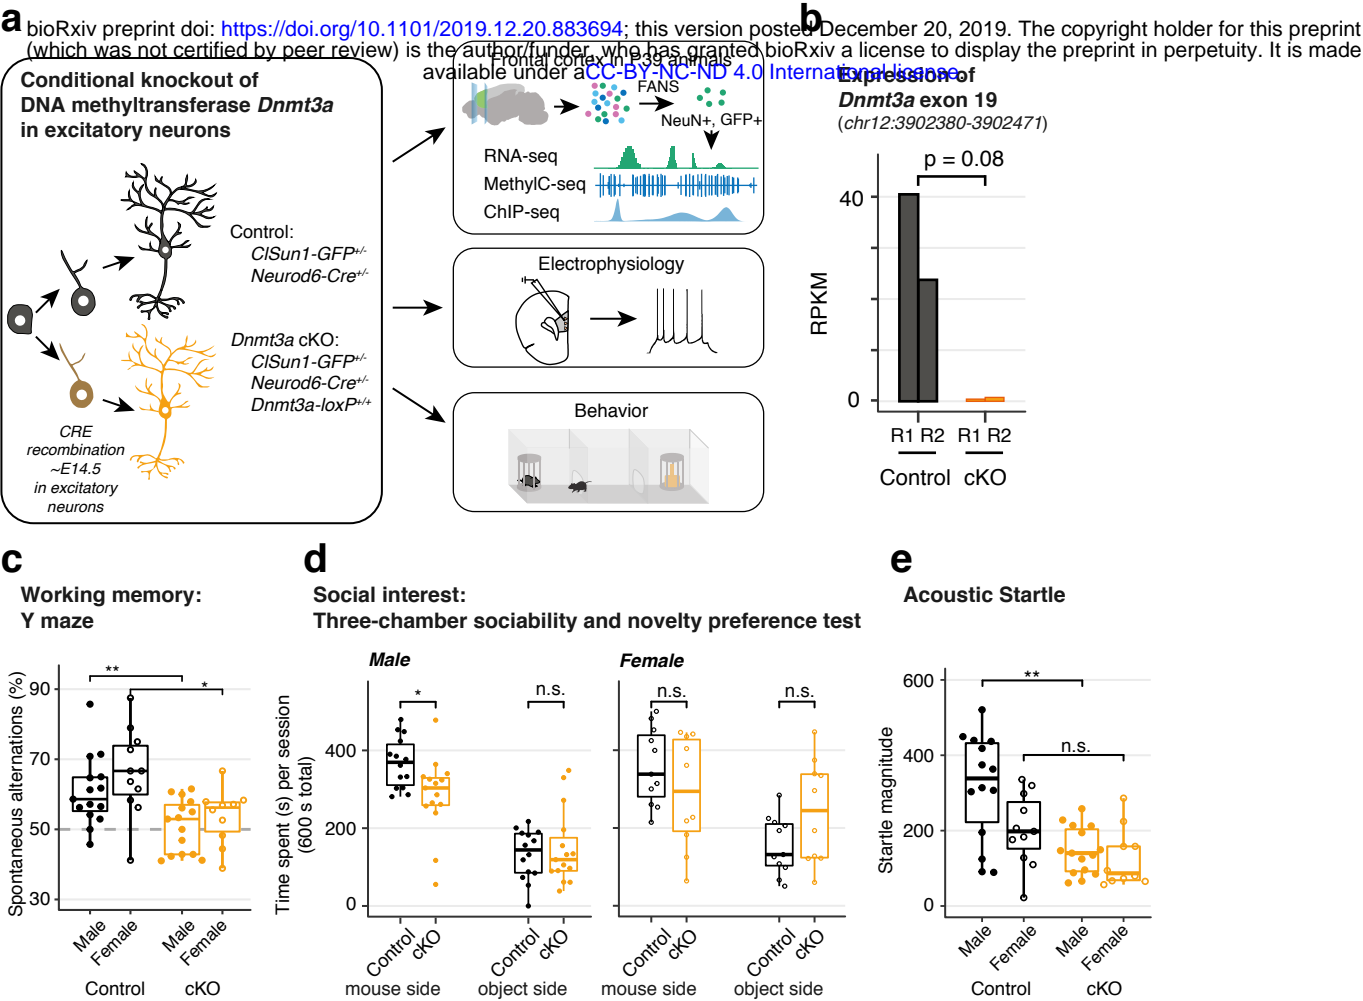 a
b
bioRxiv preprint doi: https://doi.org/10.1101/2019.12.20.883694; this version posted December 20, 2019. The copyright holder for this preprint
(which was not certified by peer review) is the author/funder, who has granted bioRxiv a license to display the preprint in perpetuity. It is made
available under aCC-BY-NC-ND 4.0 International license.
Conditional knockout of
DNA methyltransferase Dnmt3a
in excitatory neurons
Control:
ClSun1-GFP+/-
Neurod6-Cre+/-
Dnmt3a cKO:
ClSun1-GFP+/-
Neurod6-Cre+/-
Dnmt3a-loxP+/+
CRE
recombination
~E14.5
in excitatory
neurons
Frontal cortex in P39 animals
FANS
NeuN+, GFP+
RNA-seq
MethylC-seq
ChIP-seq
Electrophysiology
Behavior
Expression of
Dnmt3a exon 19
(chr12:3902380-3902471)
p = 0.08
40
RPKM
0
R1 R2 R1 R2
Control cKO
c
Working memory:
Y maze
Spontaneous alternations (%)
** *
90
70
50
30
Male Female Male Female
Control cKO
d
Social interest:
Three-chamber sociability and novelty preference test
Male
Female
Time spent (s) per session
(600 s total)
* n.s. n.s. n.s.
400
200
0
Control cKO Control cKO Control cKO Control cKO
mouse side object side mouse side object side
e
Acoustic Startle
Startle magnitude
**
n.s.
600
400
200
0
Male Female Male Female
Control cKO